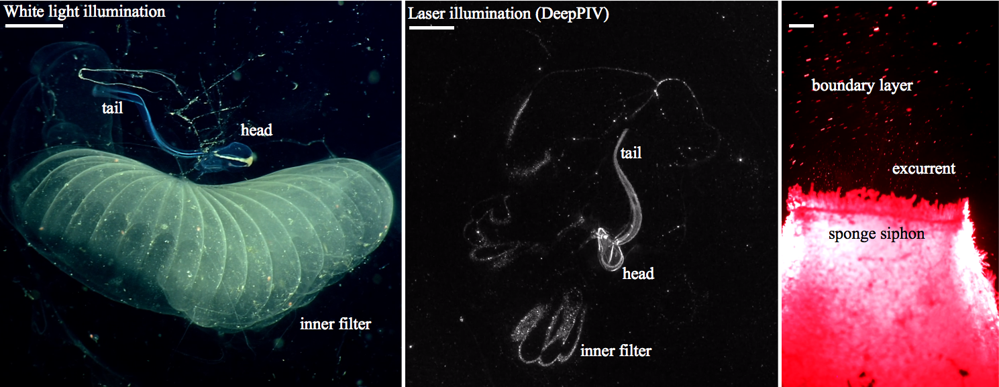 White light illumination
tail
head
inner filter
Laser illumination (DeepPIV)
tail
head
inner filter
boundary layer
excurrent
sponge siphon